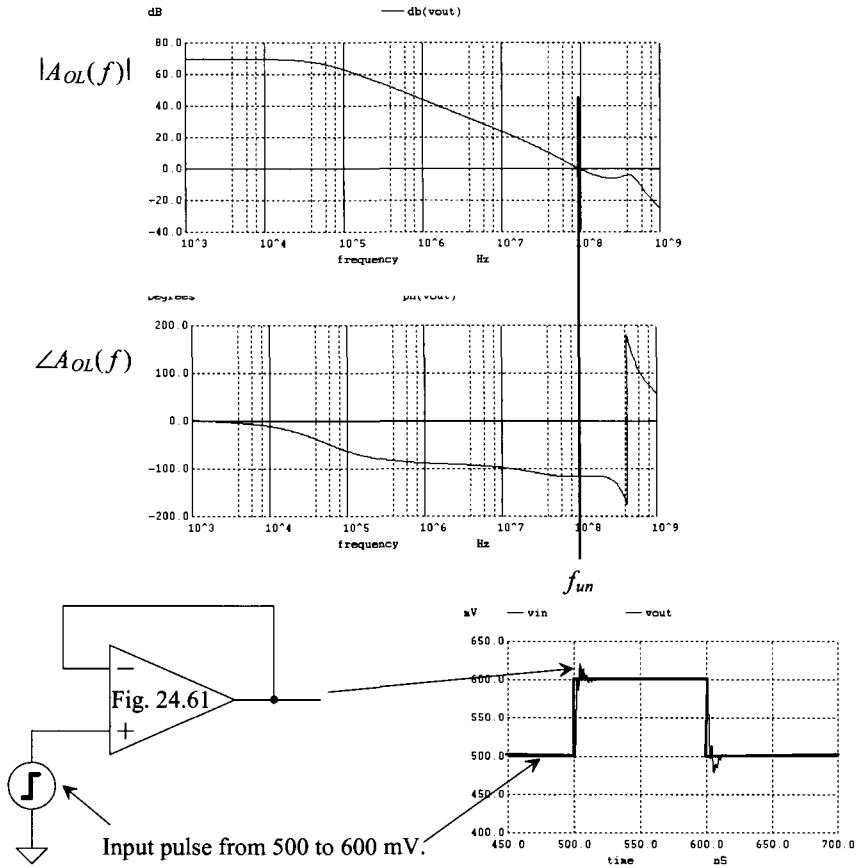 dB — db(vout)
|A_OL(f)|
80.0
60.0
40.0
20.0
0.0
-20.0
-40.0
10^3 10^4 10^5 10^6 10^7 10^8 10^9
frequency Hz
∠A_OL(f)
200.0
100.0
0.0
-100.0
-200.0
10^3 10^4 10^5 10^6 10^7 10^8 10^9
frequency Hz
f_un
mV — vin — vout
650.0
600.0
550.0
500.0
450.0
400.0
450.0 500.0 550.0 600.0 650.0 700.0
time nS
Fig. 24.61
−
+
Input pulse from 500 to 600 mV.